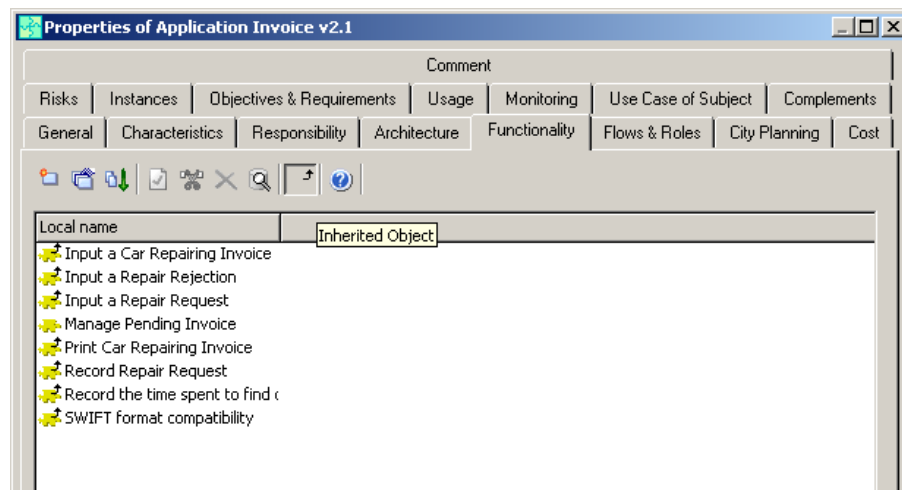 Properties of Application Invoice v2.1
Comment
Risks Instances Objectives & Requirements Usage Monitoring Use Case of Subject Complements
General Characteristics Responsibility Architecture Functionality Flows & Roles City Planning Cost
Local name
Inherited Object
Input a Car Repairing Invoice
Input a Repair Rejection
Input a Repair Request
Manage Pending Invoice
Print Car Repairing Invoice
Record Repair Request
Record the time spent to find
SWIFT format compatibility